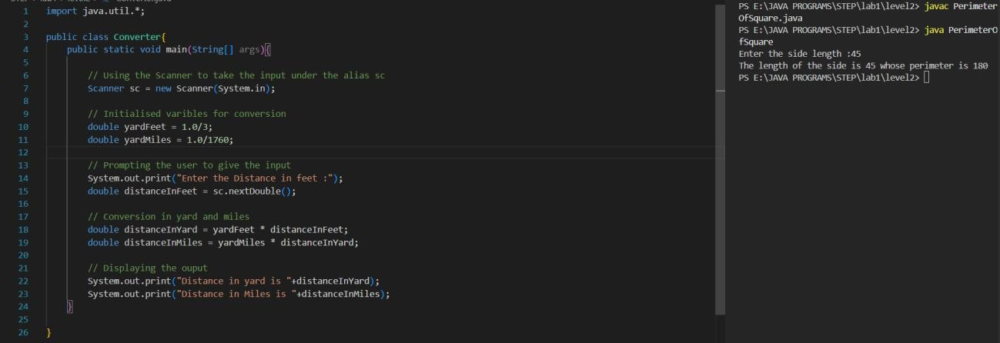 STEP > lab1 > level2 > Converter.java
1 import java.util.*;
2
3 public class Converter{
4 public static void main(String[] args){
5
6 // Using the Scanner to take the input under the alias sc
7 Scanner sc = new Scanner(System.in);
8
9 // Initialised varibles for conversion
10 double yardFeet = 1.0/3;
11 double yardMiles = 1.0/1760;
12
13 // Prompting the user to give the input
14 System.out.print("Enter the Distance in feet :");
15 double distanceInFeet = sc.nextDouble();
16
17 // Conversion in yard and miles
18 double distanceInYard = yardFeet * distanceInFeet;
19 double distanceInMiles = yardMiles * distanceInYard;
20
21 // Displaying the ouput
22 System.out.print("Distance in yard is "+distanceInYard);
23 System.out.print("Distance in Miles is "+distanceInMiles);
24 }
25
26 }
PS E:\JAVA PROGRAMS\STEP\lab1\level2> javac Perimeter
OfSquare.java
PS E:\JAVA PROGRAMS\STEP\lab1\level2> java PerimeterO
fSquare
Enter the side length :45
The length of the side is 45 whose perimeter is 180
PS E:\JAVA PROGRAMS\STEP\lab1\level2>